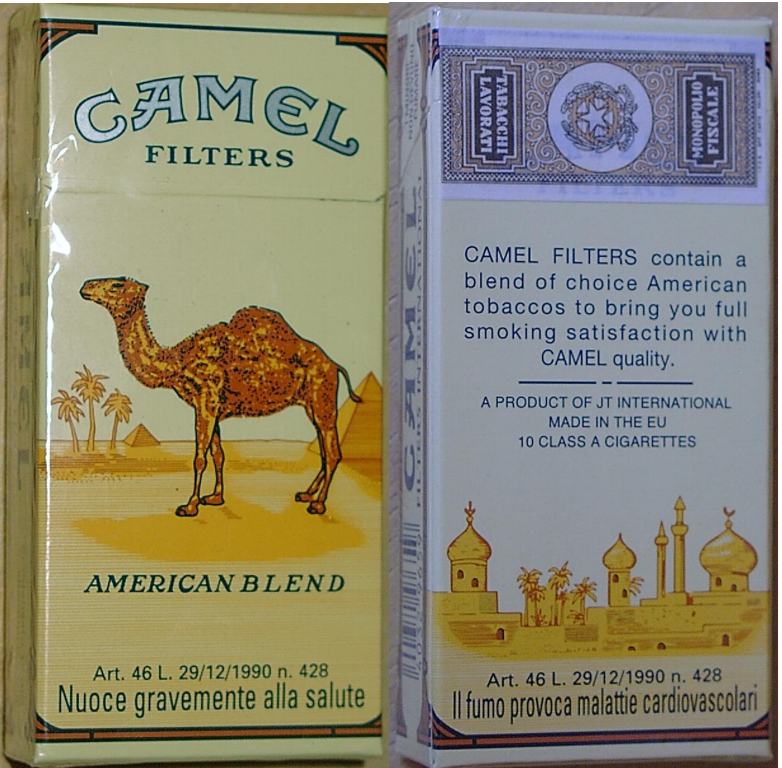 CAMEL
FILTERS
AMERICAN BLEND
Art. 46 L. 29/12/1990 n. 428
Nuoce gravemente alla salute
TABACCHI
LAVORATI
MONOPOLIO
FISCALE
CAMEL
CAMEL FILTERS contain a
blend of choice American
tobaccos to bring you full
smoking satisfaction with
CAMEL quality.
A PRODUCT OF JT INTERNATIONAL
MADE IN THE EU
10 CLASS A CIGARETTES
Art. 46 L. 29/12/1990 n. 428
Il fumo provoca malattie cardiovascolari